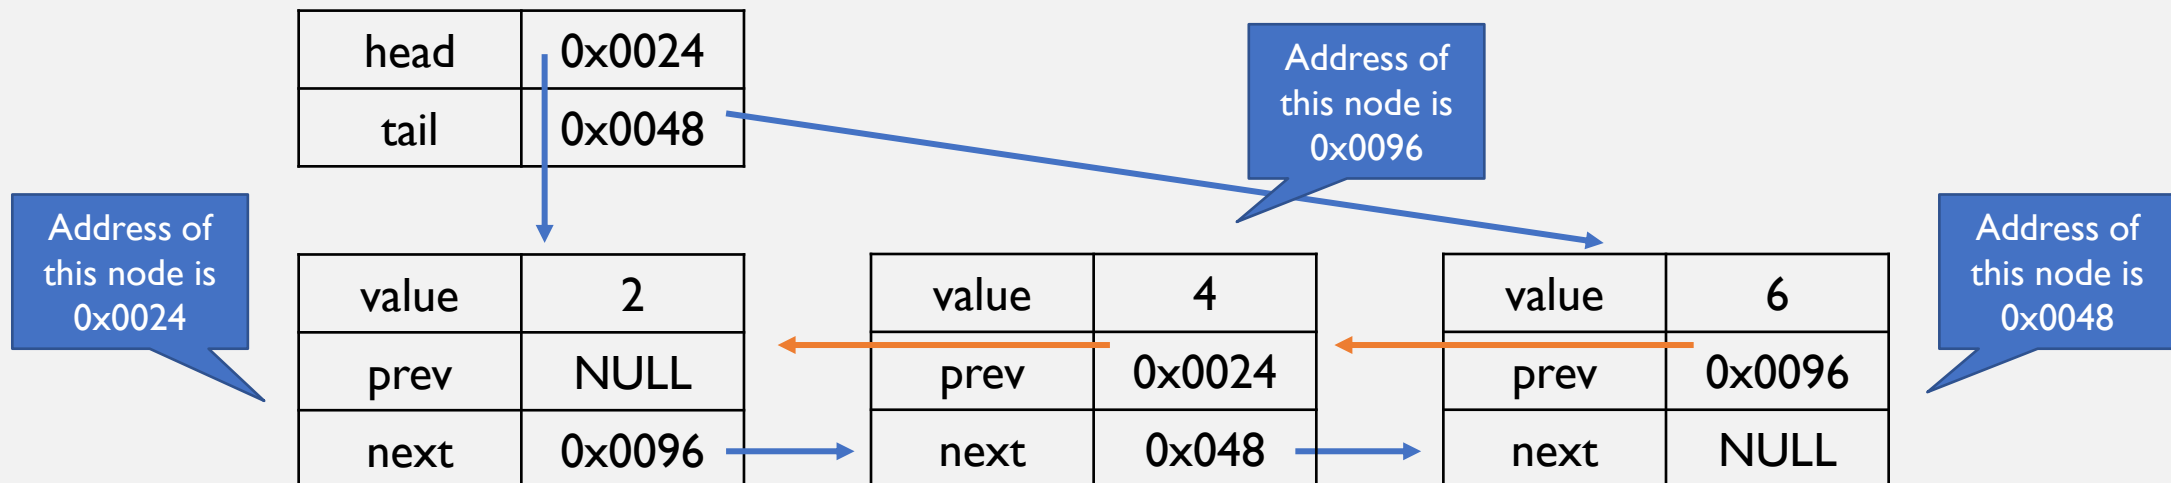 head 0x0024
tail 0x0048
Address of
this node is
0x0096
Address of
this node is
0x0024
Address of
this node is
0x0048
value 2
prev NULL
next 0x0096
value 4
prev 0x0024
next 0x048
value 6
prev 0x0096
next NULL